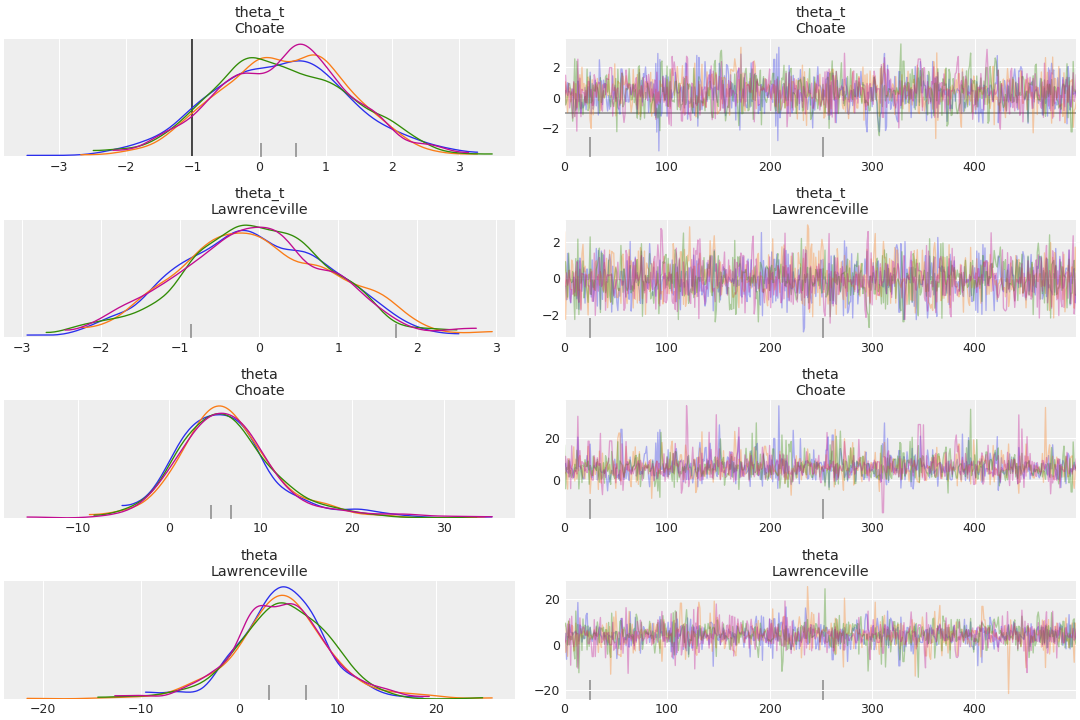 theta_t
Choate
−3 −2 −1 0 1 2 3
theta_t
Choate
2
0
−2
0 100 200 300 400
theta_t
Lawrenceville
−3 −2 −1 0 1 2 3
theta_t
Lawrenceville
2
0
−2
0 100 200 300 400
theta
Choate
−10 0 10 20 30
theta
Choate
20
0
0 100 200 300 400
theta
Lawrenceville
−20 −10 0 10 20
theta
Lawrenceville
20
0
−20
0 100 200 300 400